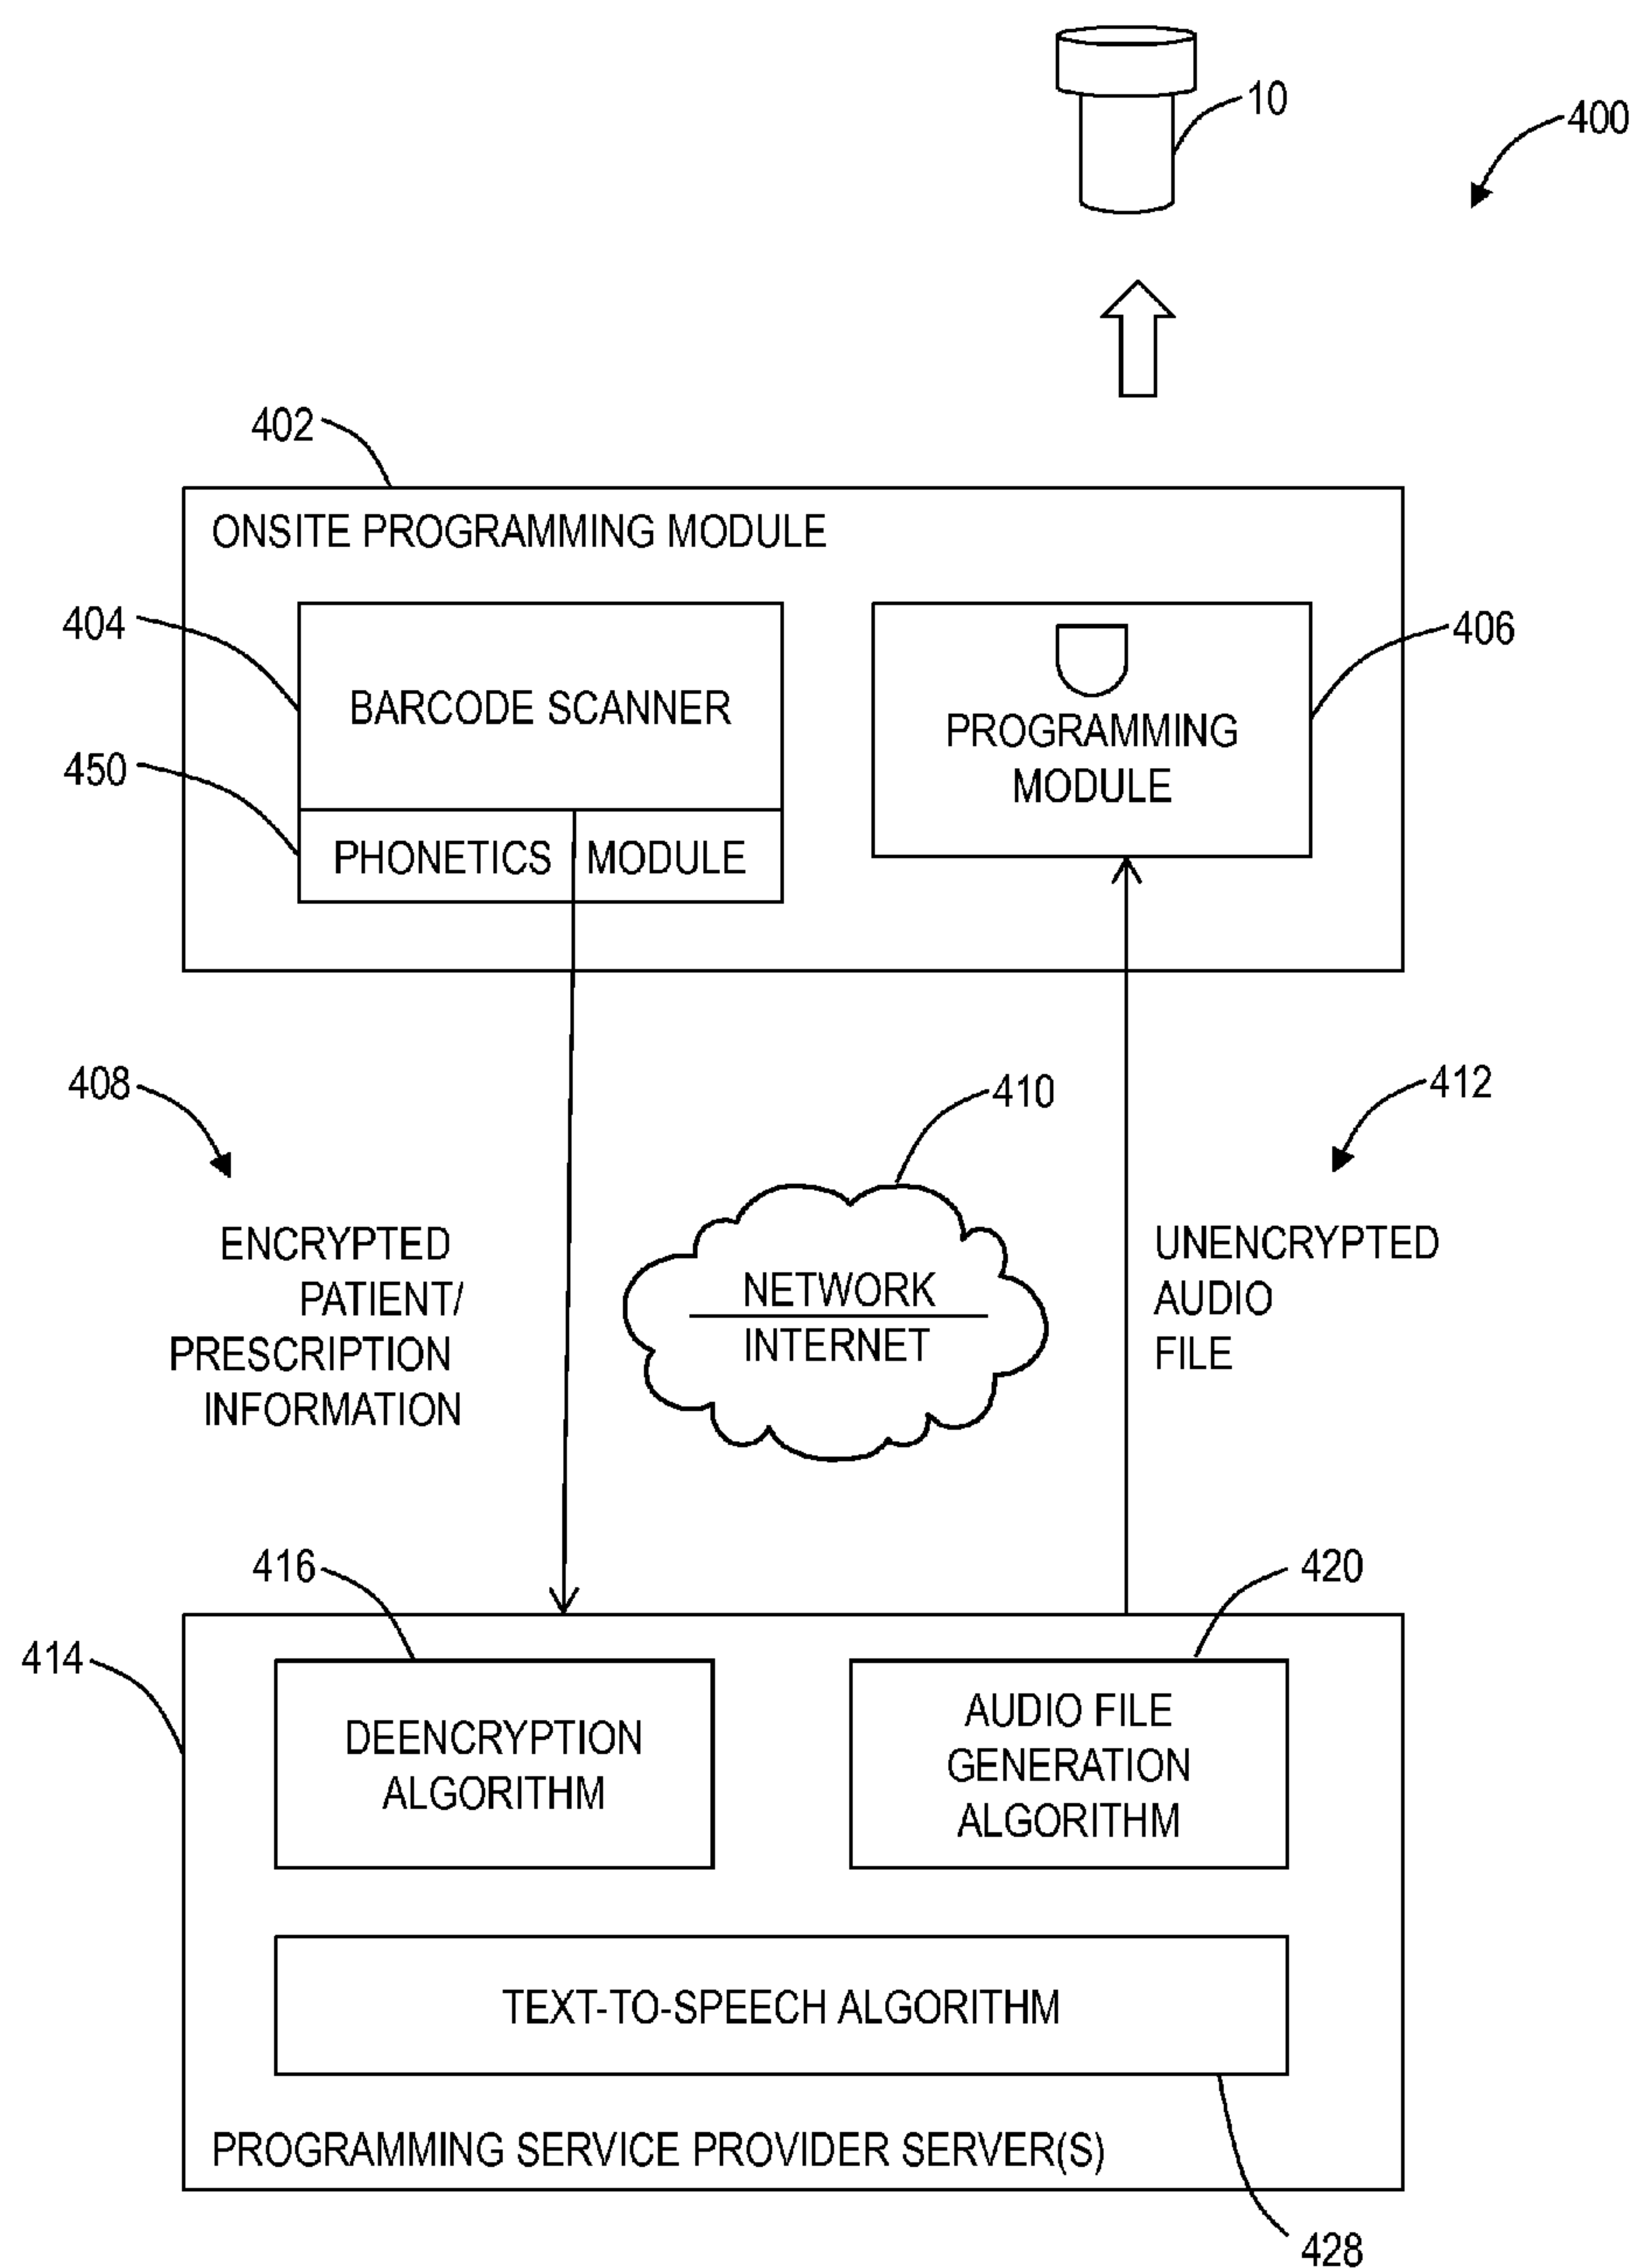 10
400
402
ONSITE PROGRAMMING MODULE
404
BARCODE SCANNER
450
PHONETICS MODULE
406
PROGRAMMING
MODULE
408
ENCRYPTED
PATIENT/
PRESCRIPTION
INFORMATION
410
NETWORK
INTERNET
412
UNENCRYPTED
AUDIO
FILE
416
420
414
DEENCRYPTION
ALGORITHM
AUDIO FILE
GENERATION
ALGORITHM
TEXT-TO-SPEECH ALGORITHM
PROGRAMMING SERVICE PROVIDER SERVER(S)
428